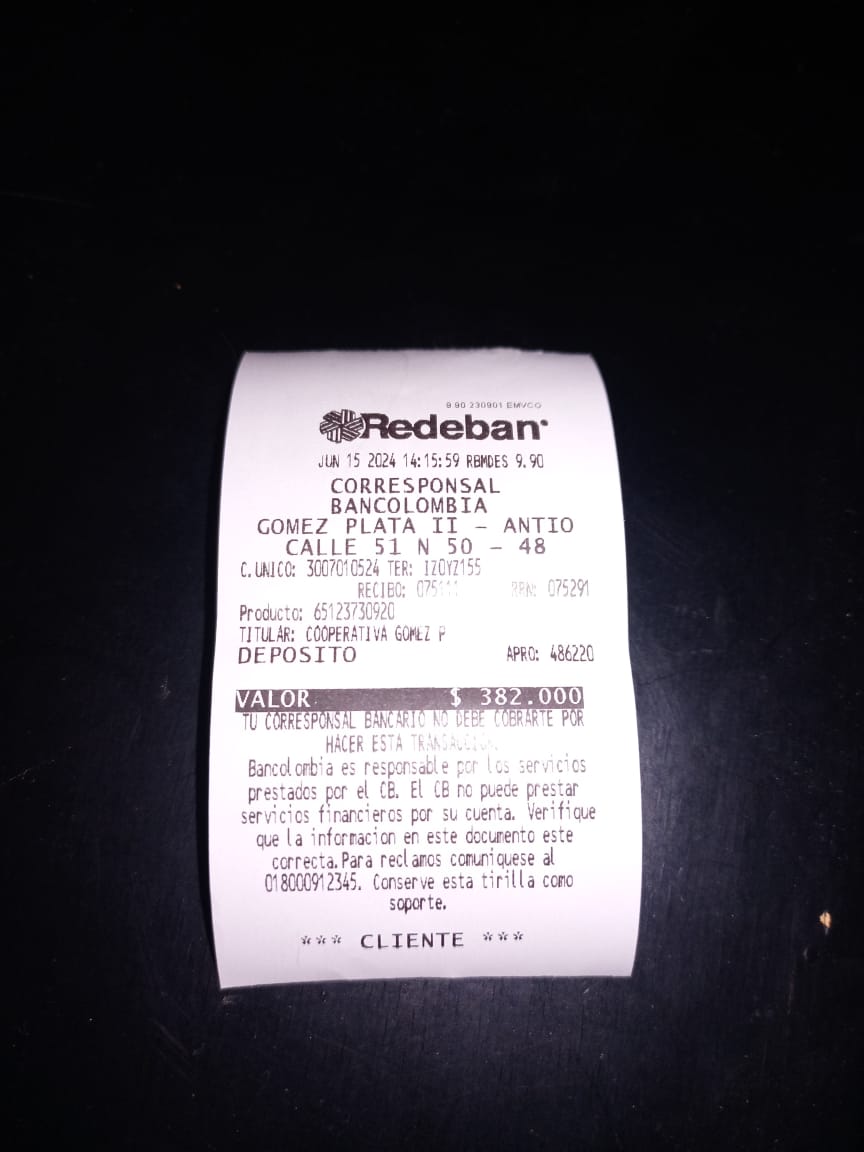 9.90 230901 EMVCO
Redeban
JUN 15 2024 14:15:59 RBMDES 9.90
CORRESPONSAL
BANCOLOMBIA
GOMEZ PLATA II - ANTIO
CALLE 51 N 50 - 48
C.UNICO: 3007010524 TER: IZOYZ155
RECIBO: RRN: 075291
Producto: 65123730920
TITULAR: COOPERATIVA GOMEZ P
DEPOSITO APRO: 486220
VALOR $ 382.000
TU CORRESPONSAL BANCARIO NO DEBE COBRARTE POR
HACER ESTA TRANSACCION.
Bancolombia es responsable por los servicios
prestados por el CB. El CB no puede prestar
servicios financieros por su cuenta. Verifique
que la informacion en este documento este
correcta.Para reclamos comuniquese al
018000912345. Conserve esta tirilla como
soporte.
*** CLIENTE ***